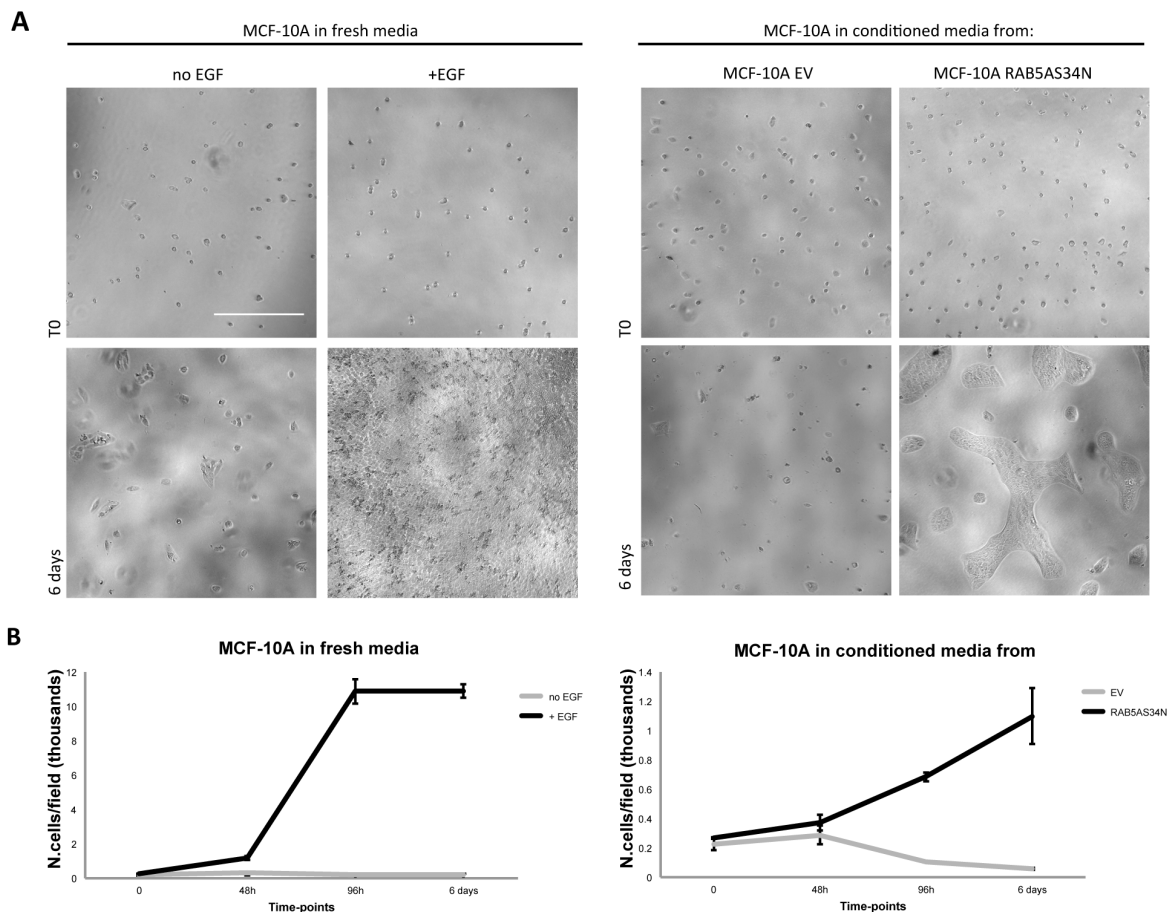 A
MCF-10A in fresh media
no EGF
+EGF
T0
6 days
MCF-10A in conditioned media from:
MCF-10A EV
MCF-10A RAB5AS34N
T0
6 days
B
MCF-10A in fresh media
N.cells/field (thousands)
12
10
8
6
4
2
0
0
48h
96h
6 days
Time-points
no EGF
+ EGF
MCF-10A in conditioned media from
N.cells/field (thousands)
1.4
1.2
1
0.8
0.6
0.4
0.2
0
0
48h
96h
6 days
Time-points
EV
RAB5AS34N